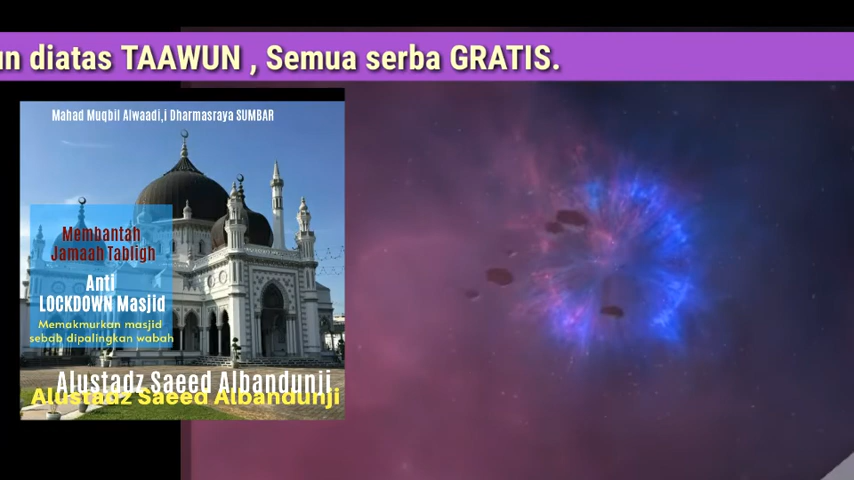 un diatas TAAWUN , Semua serba GRATIS.
Mahad Muqbil Alwaadi,i Dharmasraya SUMBAR
Membantah
Jamaah Tabligh
Anti
LOCKDOWN Masjid
Memakmurkan masjid
sebab dipalingkan wabah
Alustadz Saeed Albandunji
Alustadz Saeed Albandunji